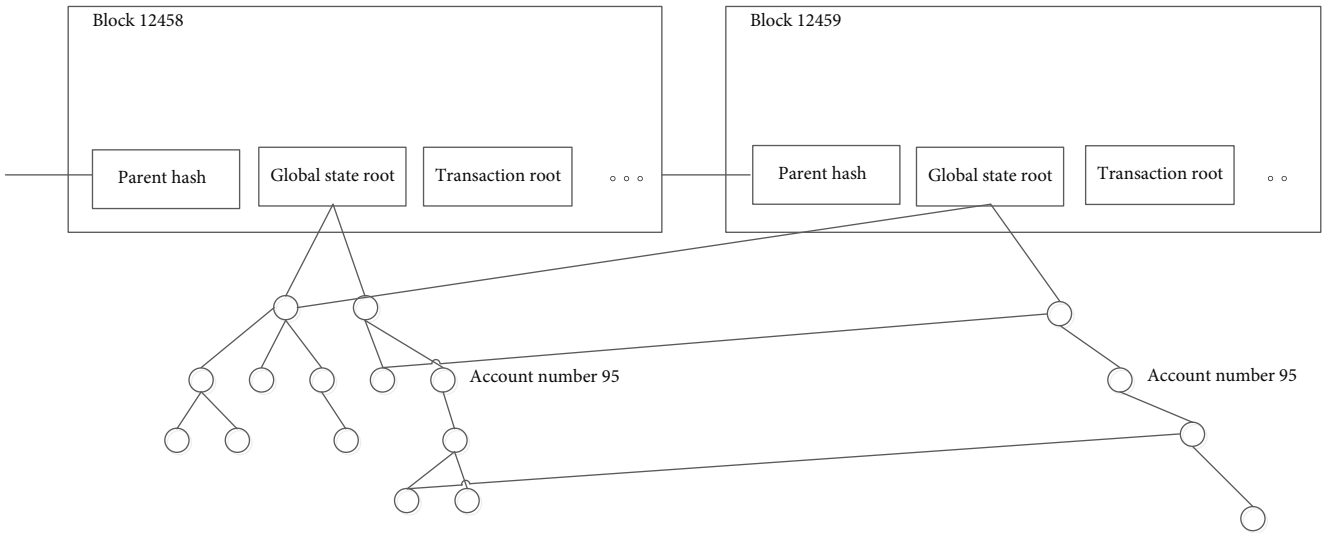 Block 12458
Block 12459
Parent hash
Global state root
Transaction root
Parent hash
Global state root
Transaction root
Account number 95
Account number 95